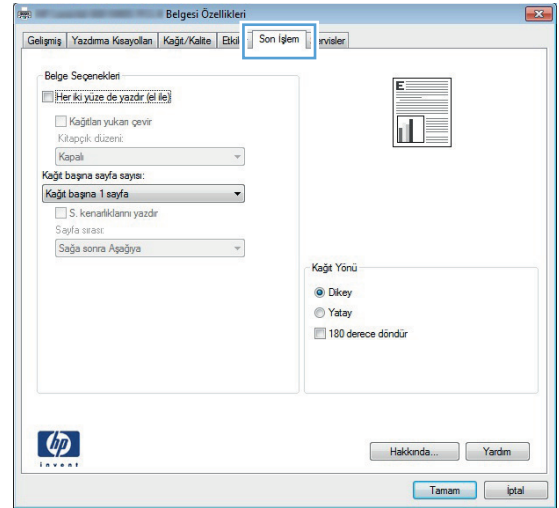 Belgesi Özellikleri
Gelişmiş Yazdırma Kısayolları Kağıt/Kalite Son İşlem
Belge Seçenekleri
Her iki yüze de yazdır (el ile)
Kağıtları yukarı çevir
Kitapçık düzeni:
Kapalı
Kağıt başına sayfa sayısı:
Kağıt başına 1 sayfa
S. kenarlıklarını yazdır
Sayfa sırası:
Sağa sonra Aşağıya
E
Kağıt Yönü
Dikey
Yatay
180 derece döndür
hp
invent
Hakkında... Yardım
Tamam İptal